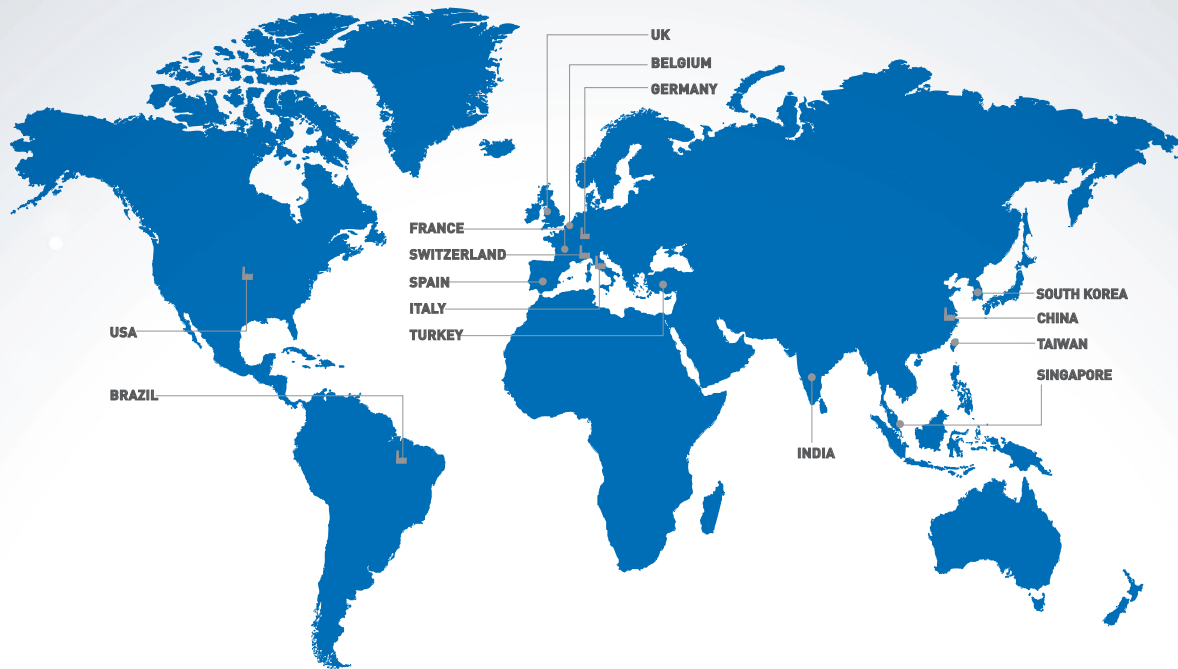 UK
BELGIUM
GERMANY
FRANCE
SWITZERLAND
SPAIN
ITALY
TURKEY
USA
BRAZIL
SOUTH KOREA
CHINA
TAIWAN
SINGAPORE
INDIA